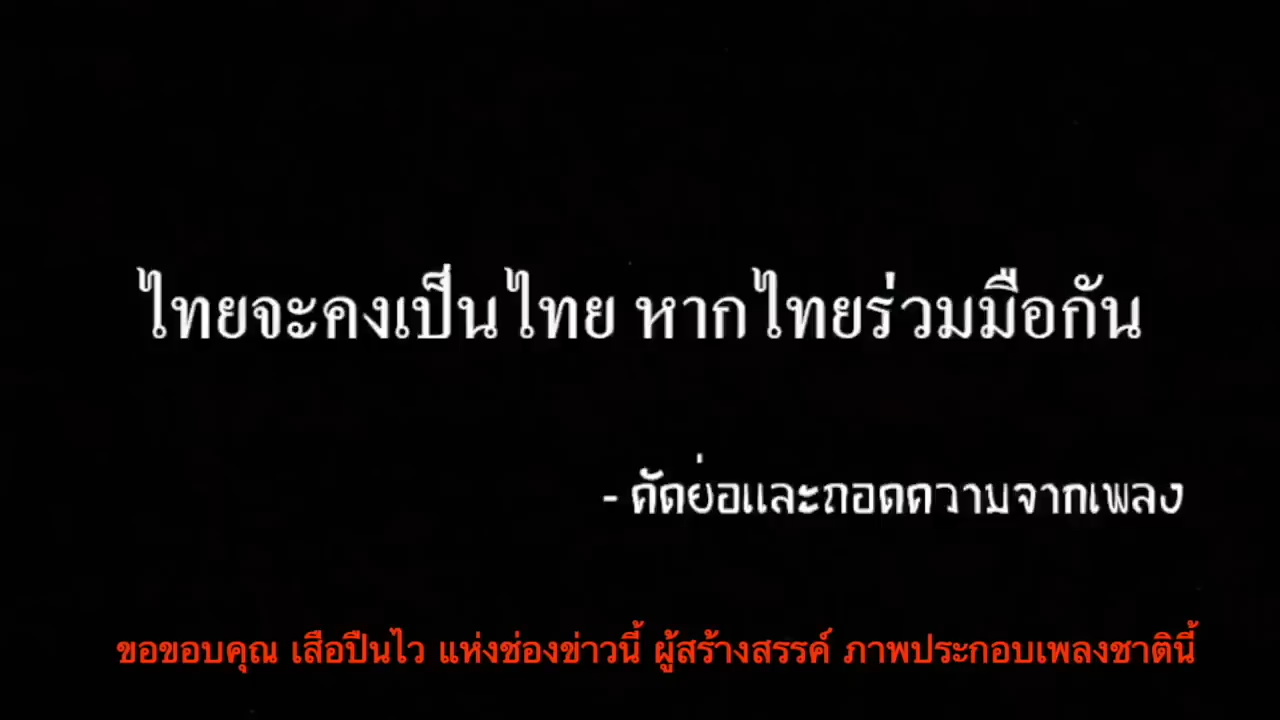 ไทยจะคงเป็นไทย หากไทยร่วมมือกัน
- คัดย่อและถอดความจากเพลง
ขอขอบคุณ เสือปืนไว แห่งช่องข่าวนี้ ผู้สร้างสรรค์ ภาพประกอบเพลงชาตินี้